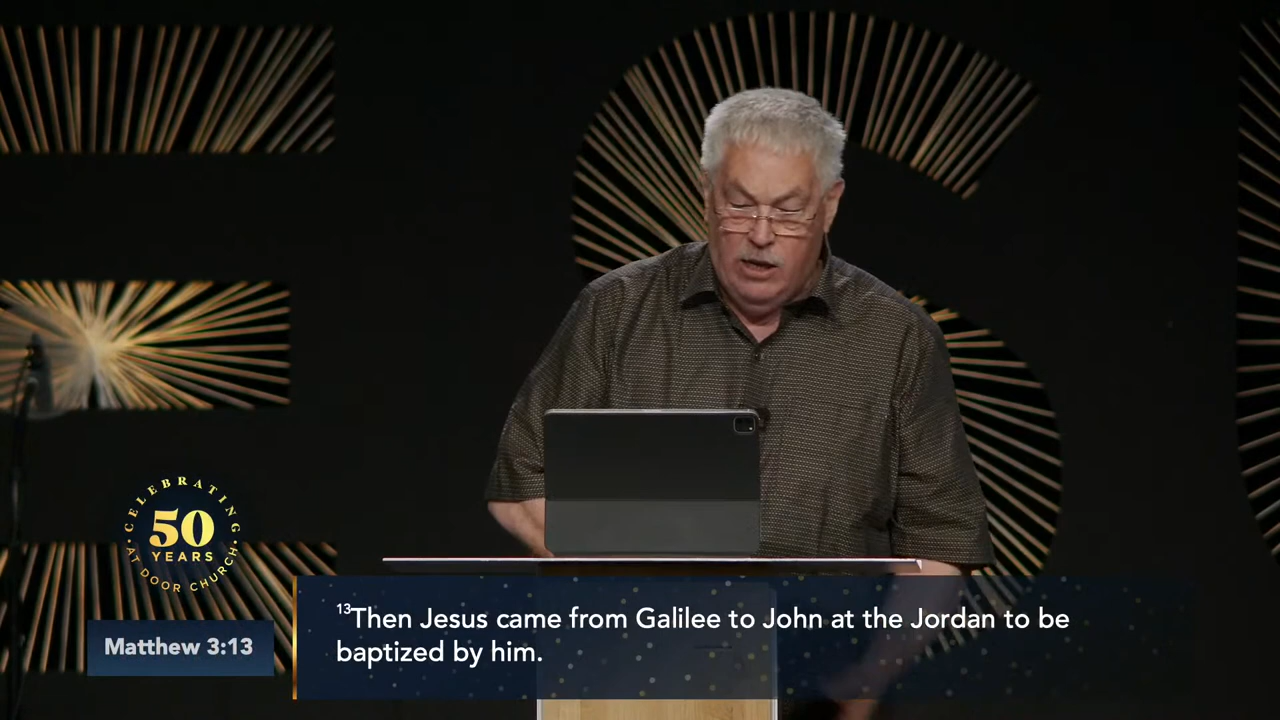 CELEBRATING
50
YEARS
AT DOOR CHURCH
Matthew 3:13
13Then Jesus came from Galilee to John at the Jordan to be
baptized by him.